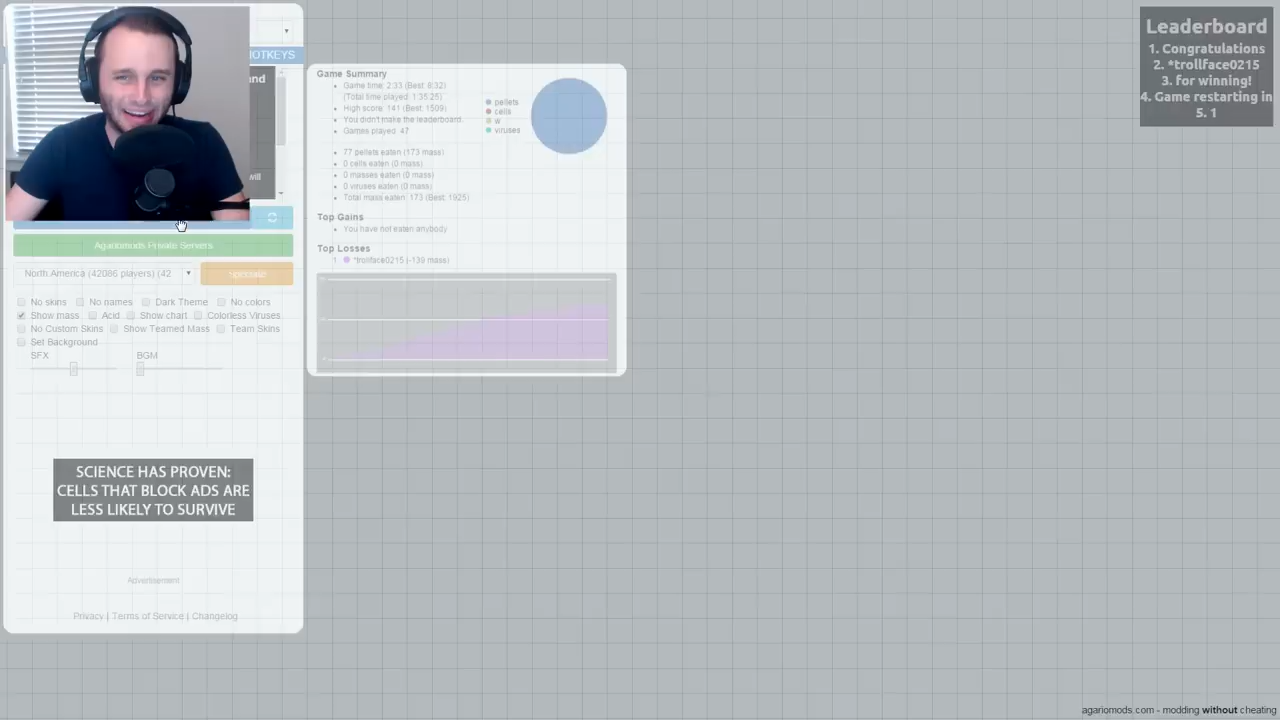 HOTKEYS
and
will
Agariomods Private Servers
North America (42086 players) (42
spectate
No skins
No names
Dark Theme
No colors
Show mass
Acid
Show chart
Colorless Viruses
No Custom Skins
Show Teamed Mass
Team Skins
Set Background
SFX
BGM
SCIENCE HAS PROVEN:
CELLS THAT BLOCK ADS ARE
LESS LIKELY TO SURVIVE
Advertisement
Privacy | Terms of Service | Changelog
Game Summary
Game time: 2:33 (Best: 8:32)
(Total time played: 1:35:25)
High score: 141 (Best: 1509)
You didn't make the leaderboard
Games played: 47
77 pellets eaten (173 mass)
0 cells eaten (0 mass)
0 masses eaten (0 mass)
0 viruses eaten (0 mass)
Total mass eaten: 173 (Best: 1925)
pellets
cells
w
viruses
Top Gains
You have not eaten anybody
Top Losses
1. *trollface0215 (-139 mass)
Leaderboard
1. Congratulations
2. *trollface0215
3. for winning!
4. Game restarting in
5. 1
agariomods.com - modding without cheating